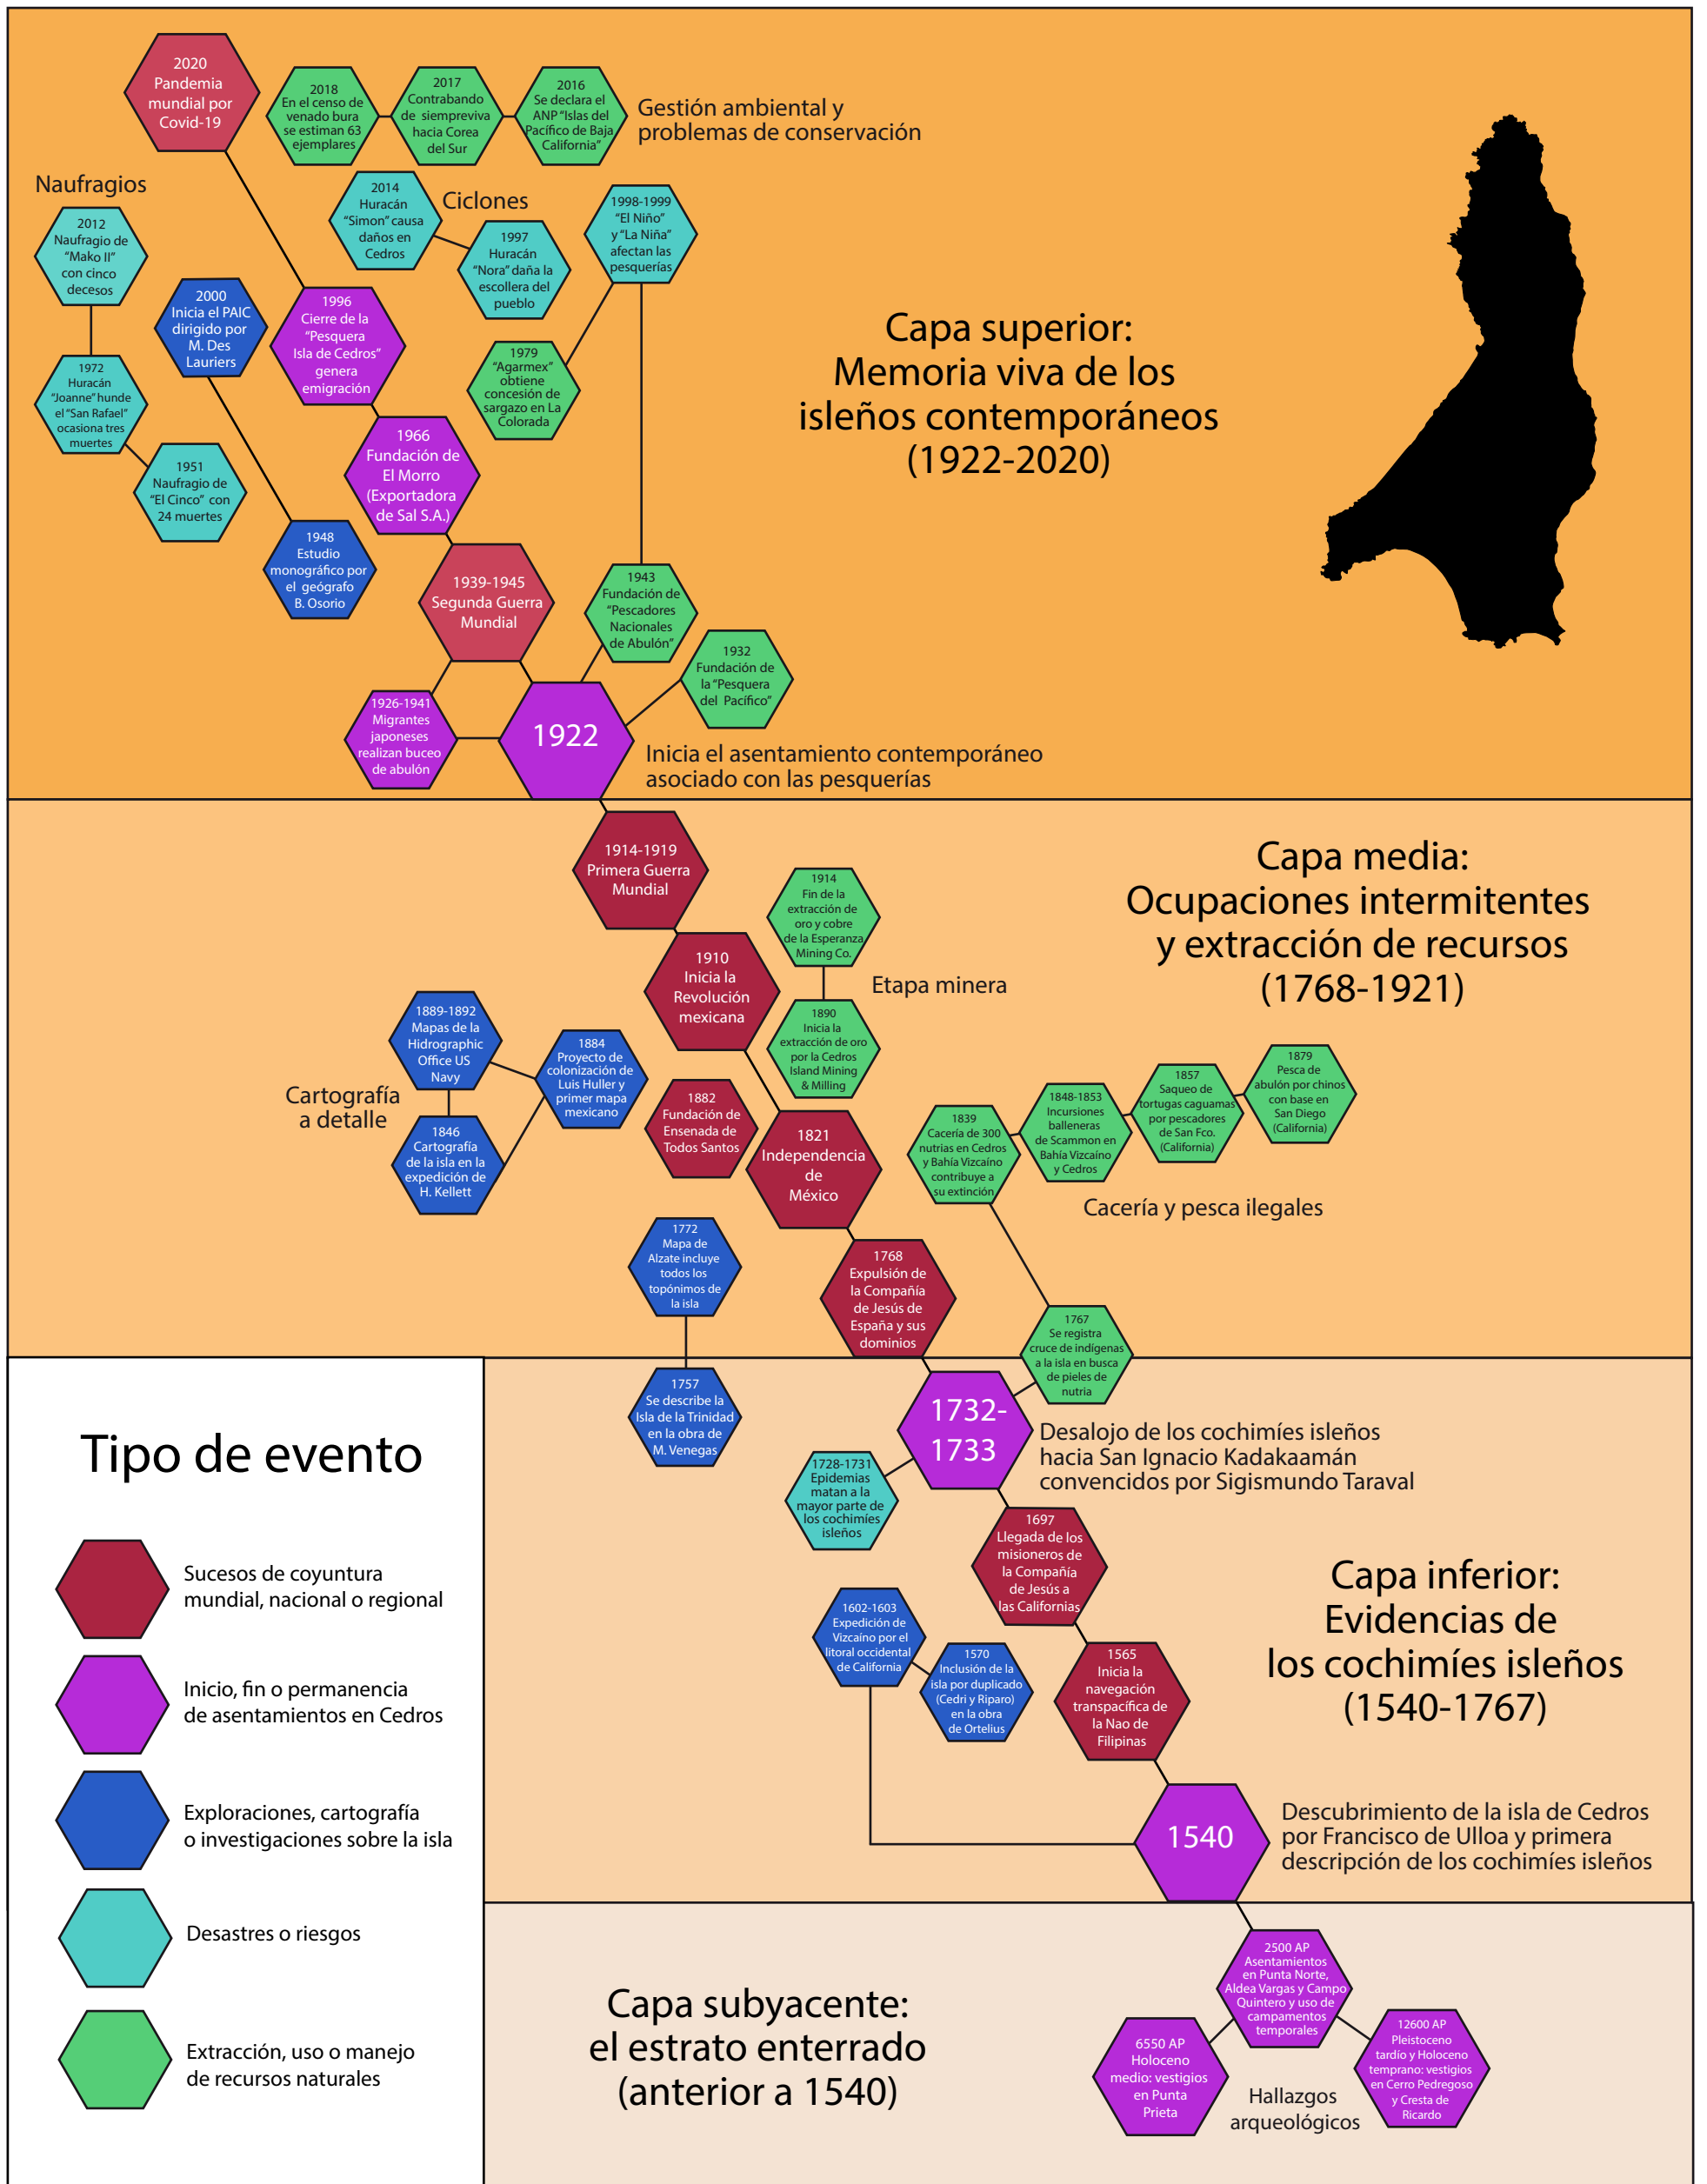 2020
Pandemia
mundial por
Covid-19
2018
En el censo de
venado bura
se estiman 63
ejemplares
2017
Contrabando
de siempreviva
hacia Corea
del Sur
2016
Se declara el
ANP “Islas del
Pacífico de Baja
California”
Gestión ambiental y
problemas de conservación
Naufragios
2012
Naufragio de
“Mako II”
con cinco
decesos
2014
Huracán
“Simon” causa
daños en
Cedros
Ciclones
1997
Huracán
“Nora” daña la
escollera del
pueblo
1998-1999
“El Niño”
y “La Niña”
afectan las
pesquerías
2000
Inicia el PAIC
dirigido por
M. Des
Lauriers
1996
Cierre de la
“Pesquera
Isla de Cedros”
genera
emigración
1979
“Agarmex”
obtiene
concesión de
sargazo en La
Colorada
1972
Huracán
“Joanne” hunde
el “San Rafael”
ocasiona tres
muertes
1951
Naufragio de
“El Cinco” con
24 muertes
1966
Fundación de
El Morro
(Exportadora
de Sal S.A.)
Capa superior:
Memoria viva de los
isleños contemporáneos
(1922-2020)
1948
Estudio
monográfico por
el geógrafo
B. Osorio
1939-1945
Segunda Guerra
Mundial
1943
Fundación de
“Pescadores
Nacionales
de Abulón”
1932
Fundación de
la “Pesquera
del Pacífico”
1926-1941
Migrantes
japoneses
realizan buceo
de abulón
1922
Inicia el asentamiento contemporáneo
asociado con las pesquerías
1914-1919
Primera Guerra
Mundial
1914
Fin de la
extracción de
oro y cobre
de la Esperanza
Mining Co.
Capa media:
Ocupaciones intermitentes
y extracción de recursos
(1768-1921)
1910
Inicia la
Revolución
mexicana
Etapa minera
1890
Inicia la
extracción de oro
por la Cedros
Island Mining
& Milling
1889-1892
Mapas de la
Hidrographic
Office US
Navy
1884
Proyecto de
colonización de
Luis Huller y
primer mapa
mexicano
Cartografía
a detalle
1846
Cartografía
de la isla en la
expedición de
H. Kellett
1882
Fundación de
Ensenada de
Todos Santos
1821
Independencia
de
México
1839
Cacería de 300
nutrias en Cedros
y Bahía Vizcaíno
contribuye a
su extinción
1848-1853
Incursiones
balleneras
de Scammon en
Bahía Vizcaíno
y Cedros
1857
Saqueo de
tortugas caguamas
por pescadores
de San Fco.
(California)
1879
Pesca de
abulón por chinos
con base en
San Diego
(California)
Cacería y pesca ilegales
1772
Mapa de
Alzate incluye
todos los
topónimos de
la isla
1768
Expulsión de
la Compañía
de Jesús de
España y sus
dominios
1767
Se registra
cruce de indígenas
a la isla en busca
de pieles de
nutria
1757
Se describe la
Isla de la Trinidad
en la obra de
M. Venegas
1732-
1733
Desalojo de los cochimíes isleños
hacia San Ignacio Kadakaamán
convencidos por Sigismundo Taraval
1728-1731
Epidemias
matan a la
mayor parte de
los cochimíes
isleños
1697
Llegada de los
misioneros de
la Compañía
de Jesús a
las Californias
Capa inferior:
Evidencias de
los cochimíes isleños
(1540-1767)
1602-1603
Expedición de
Vizcaíno por el
litoral occidental
de California
1570
Inclusión de la
isla por duplicado
(Cedri y Riparo)
en la obra
de Ortelius
1565
Inicia la
navegación
transpacífica de
la Nao de
Filipinas
1540
Descubrimiento de la isla de Cedros
por Francisco de Ulloa y primera
descripción de los cochimíes isleños
Tipo de evento
Sucesos de coyuntura
mundial, nacional o regional
Inicio, fin o permanencia
de asentamientos en Cedros
Exploraciones, cartografía
o investigaciones sobre la isla
Desastres o riesgos
Extracción, uso o manejo
de recursos naturales
Capa subyacente:
el estrato enterrado
(anterior a 1540)
2500 AP
Asentamientos
en Punta Norte,
Aldea Vargas y Campo
Quintero y uso de
campamentos
temporales
6550 AP
Holoceno
medio: vestigios
en Punta
Prieta
12600 AP
Pleistoceno
tardío y Holoceno
temprano: vestigios
en Cerro Pedregoso
y Cresta de
Ricardo
Hallazgos
arqueológicos